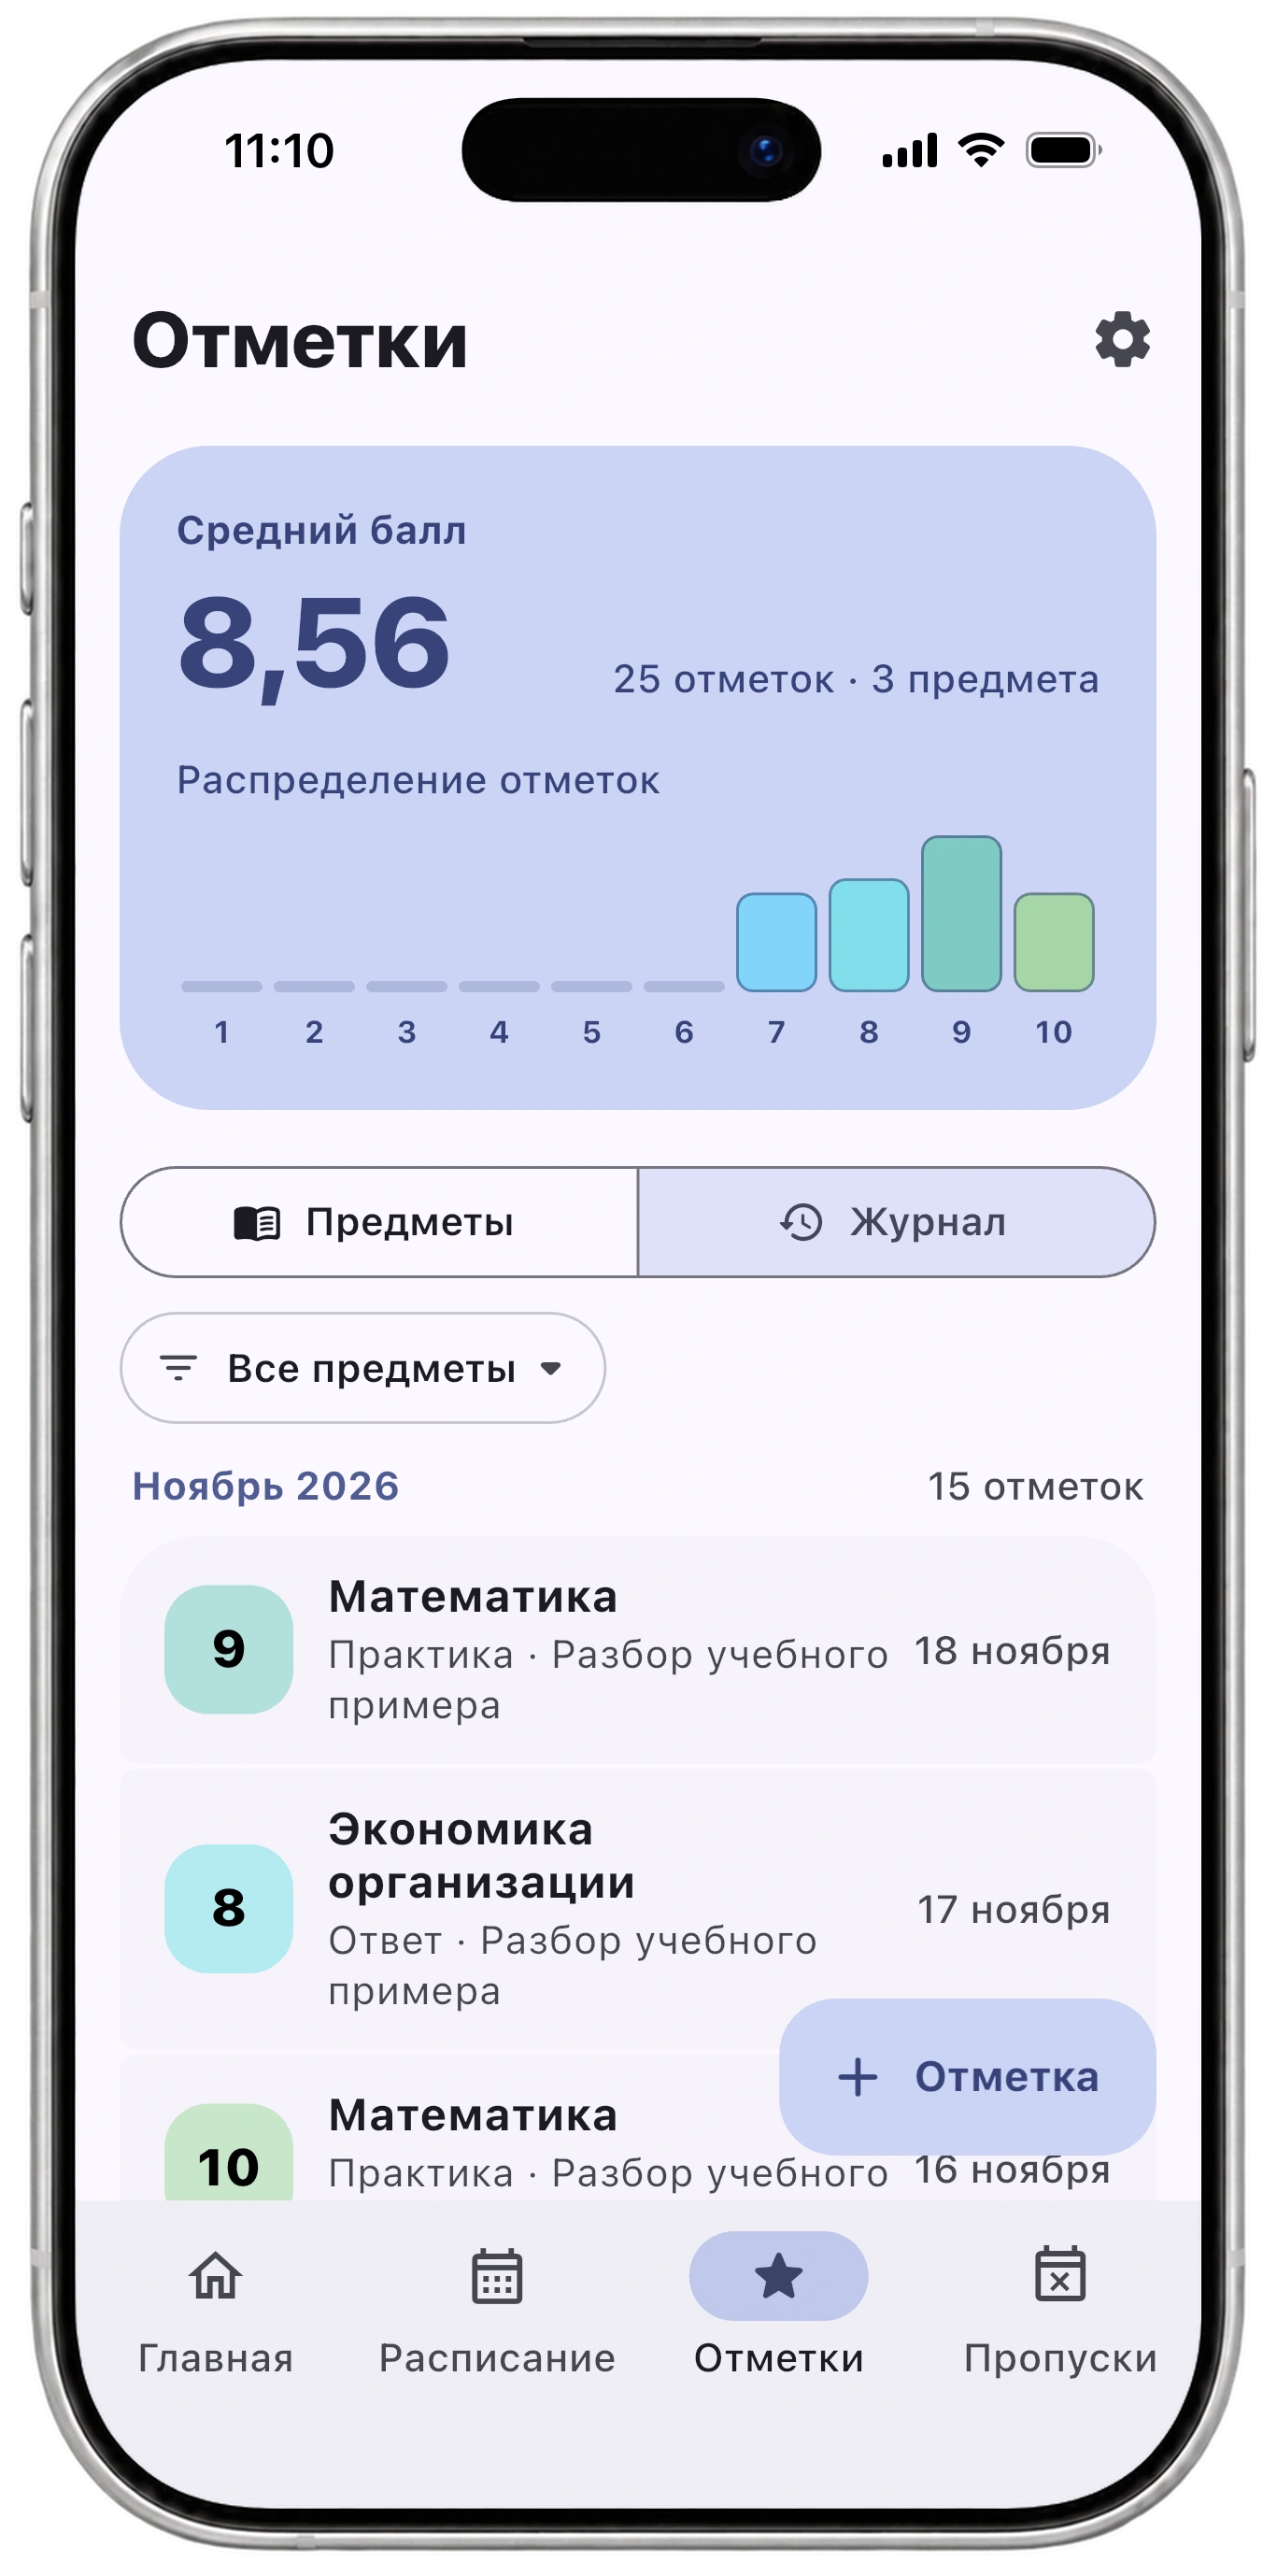 11:10
Отметки
Средний балл
8,56
25 отметок · 3 предмета
Распределение отметок
1 2 3 4 5 6 7 8 9 10
Предметы
Журнал
Все предметы
Ноябрь 2026
15 отметок
9
Математика
Практика · Разбор учебного
примера
18 ноября
8
Экономика
организации
Ответ · Разбор учебного
примера
17 ноября
10
Математика
Практика · Разбор учебного
16 ноября
+ Отметка
Главная
Расписание
Отметки
Пропуски